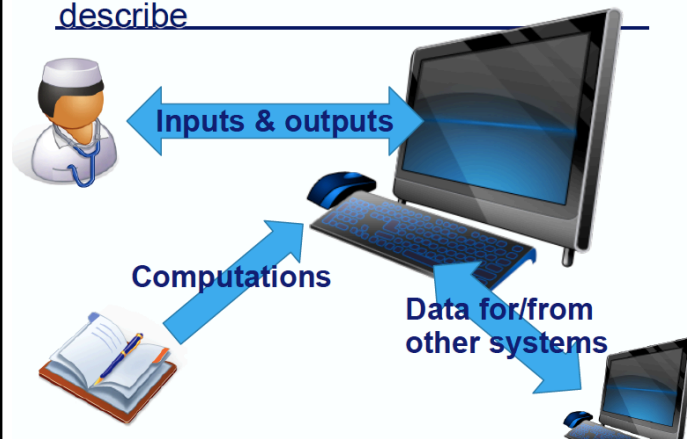 describe
Inputs & outputs
Computations
Data for/from
other systems